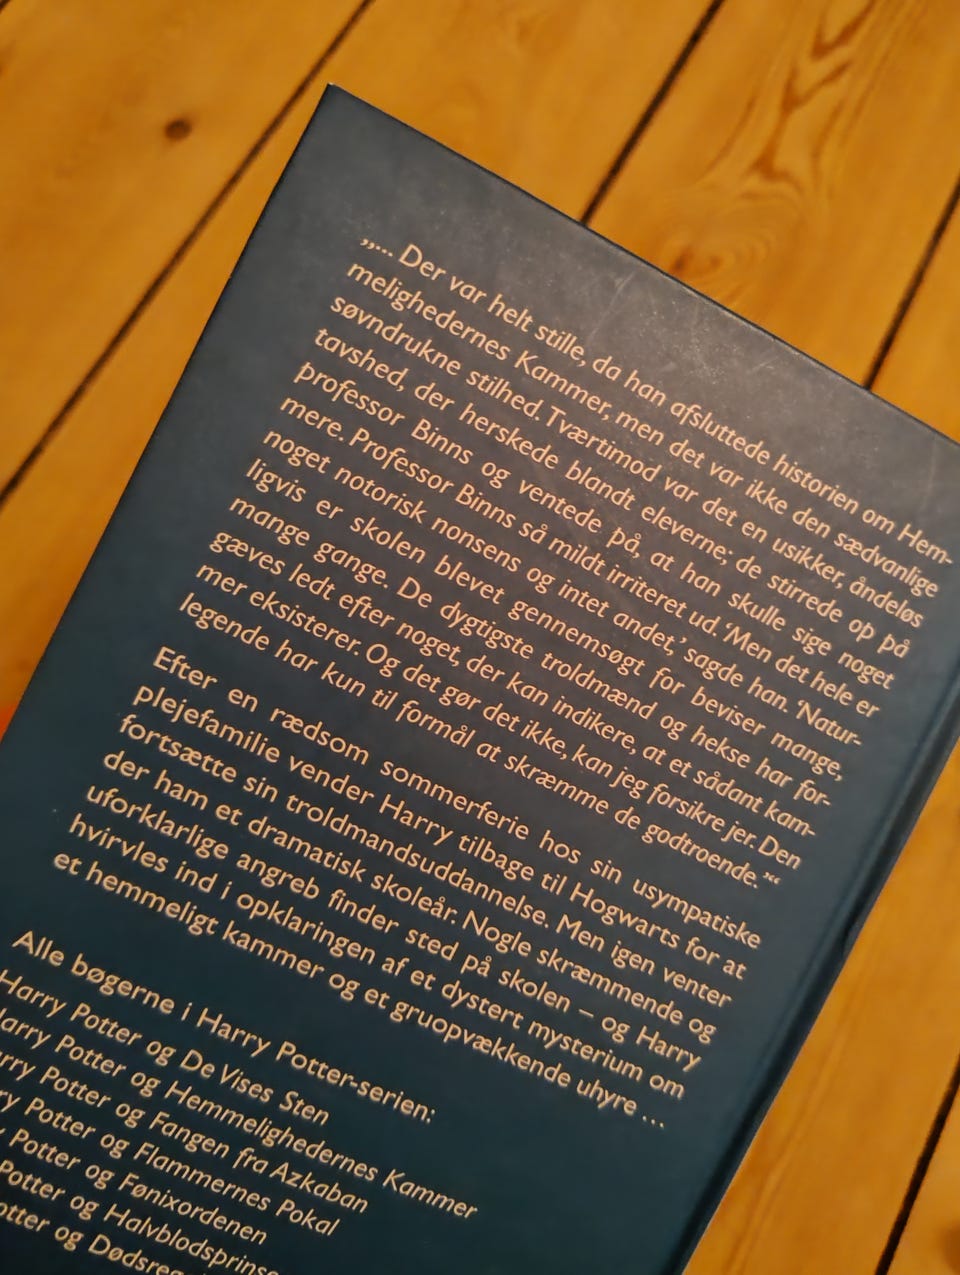 „... Der var helt stille, da han afsluttede historien om Hem-
melighedernes Kammer, men det var ikke den sædvanlige
søvndrukne stilhed. Tværtimod var det en usikker, åndeløs
tavshed, der herskede blandt eleverne; de stirrede op på
professor Binns og ventede på, at han skulle sige noget
mere. Professor Binns så mildt irriteret ud. ‘Men det hele er
noget notorisk nonsens og intet andet,’ sagde han. ‘Natur-
ligvis er skolen blevet gennemsøgt for beviser mange,
mange gange. De dygtigste troldmænd og hekse har for-
gæves ledt efter noget, der kan indikere, at et sådant kam-
mer eksisterer. Og det gør det ikke, kan jeg forsikre jer. Den
legende har kun til formål at skræmme de godtroende.’“
Efter en rædsom sommerferie hos sin usympatiske
plejefamilie vender Harry tilbage til Hogwarts for at
fortsætte sin troldmandsuddannelse. Men igen venter
der ham et dramatisk skoleår. Nogle skræmmende og
uforklarlige angreb finder sted på skolen – og Harry
hvirvles ind i opklaringen af et dystert mysterium om
et hemmeligt kammer og et gruopvækkende uhyre ...
Alle bøgerne i Harry Potter-serien:
Harry Potter og De Vises Sten
Harry Potter og Hemmelighedernes Kammer
rry Potter og Fangen fra Azkaban
ry Potter og Flammernes Pokal
Potter og Fønixordenen
Potter og Halvblodsprinse
otter og Dødsre